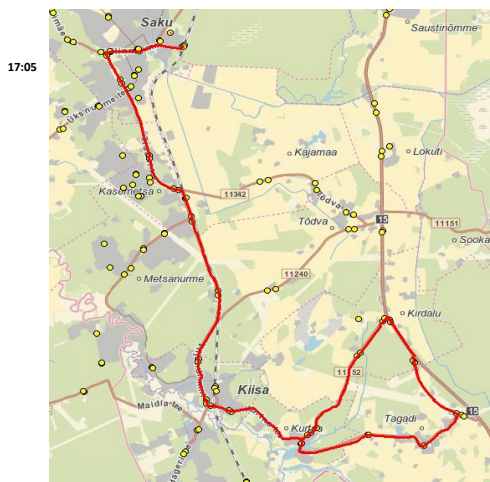 17:05
Saku
Saustinõmme
Kajamaa
Lokuti
Kasemetsa
11342
Tõdva
Tõdva
15
11151
Sooka
Metsanurme
11240
Kirdalu
Kiisa
Maidla tee
Kurtna
Tagadi
15